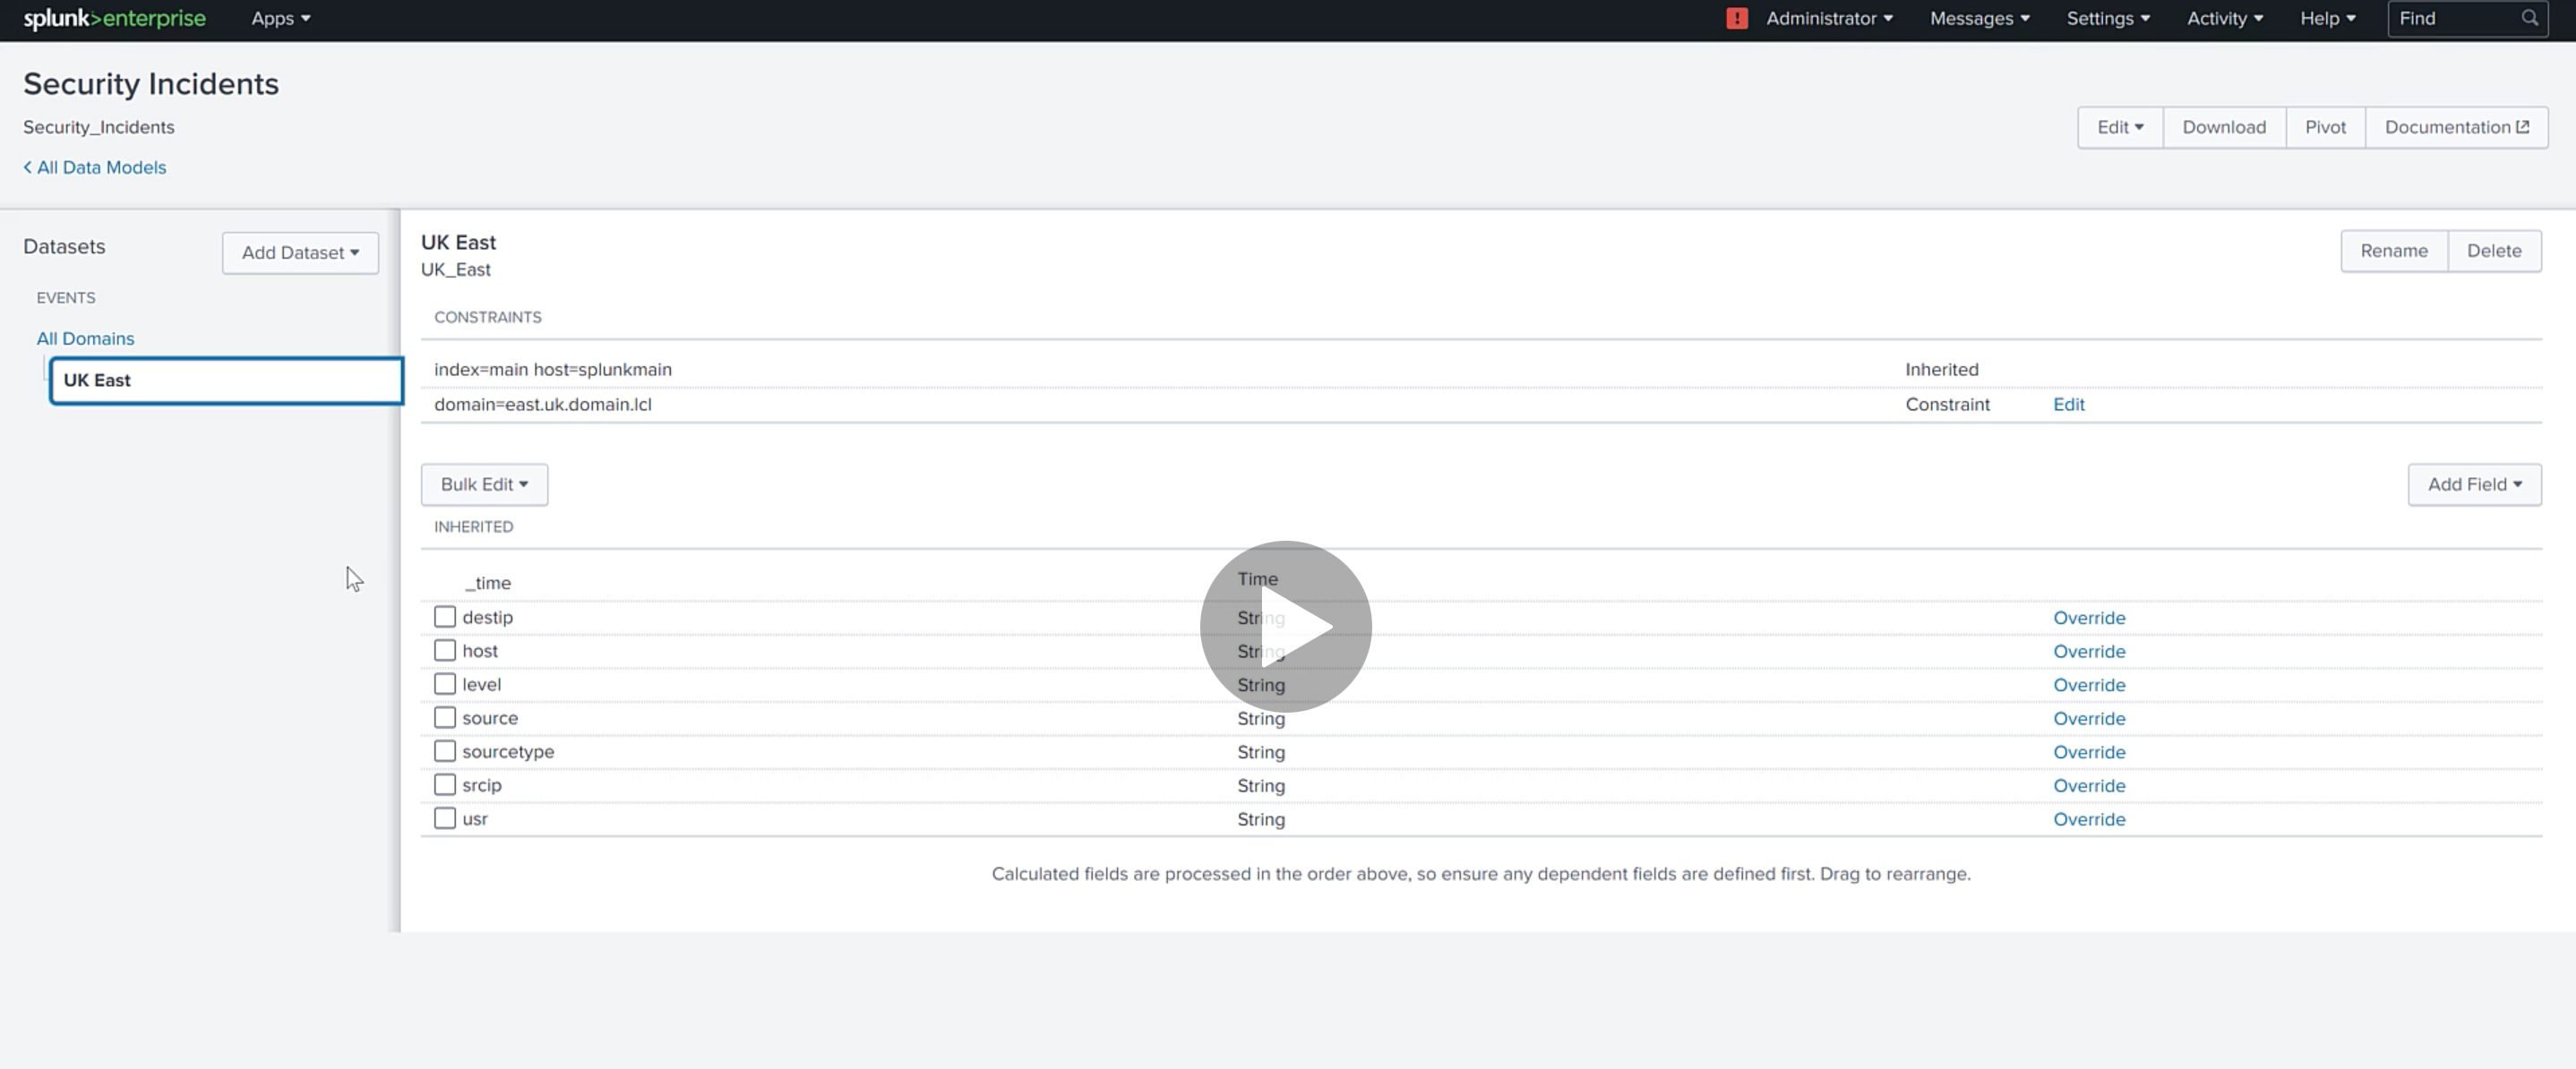 splunk>enterprise Apps ! Administrator Messages Settings Activity Help Find
Security Incidents
Security_Incidents
Edit Download Pivot Documentation
All Data Models
Datasets Add Dataset
EVENTS
All Domains
UK East
UK East
UK_East
Rename Delete
CONSTRAINTS
index=main host=splunkmain Inherited
domain=east.uk.domain.lcl Constraint Edit
Bulk Edit Add Field
INHERITED
_time Time
destip String Override
host String Override
level String Override
source String Override
sourcetype String Override
srcip String Override
usr String Override
Calculated fields are processed in the order above, so ensure any dependent fields are defined first. Drag to rearrange.